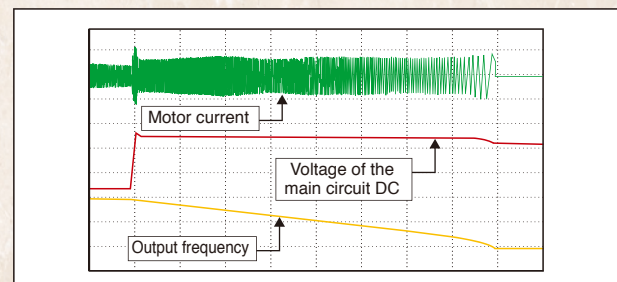 Motor current
Voltage of the
main circuit DC
Output frequency